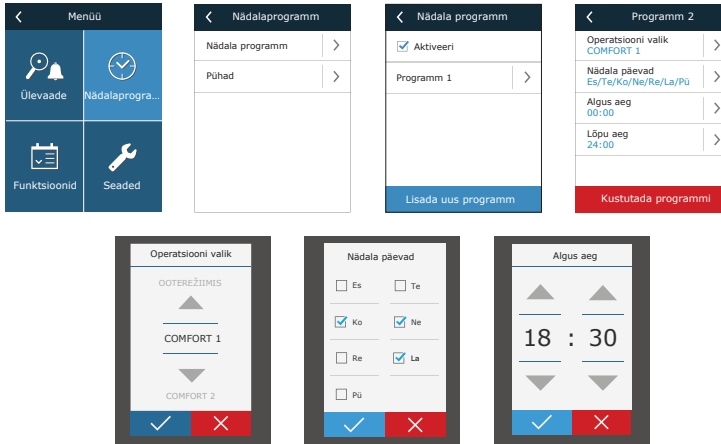 Menüü
Ülevaade
Nädalaprogra...
Funktsioonid
Seaded
Nädalaprogramm
Nädala programm
Pühad
Nädala programm
Aktiveeri
Programm 1
Lisada uus programm
Programm 2
Operatsiooni valik
COMFORT 1
Nädala päevad
Es/Te/Ko/Ne/Re/La/Pü
Algus aeg
00:00
Lõpu aeg
24:00
Kustutada programmi
Operatsiooni valik
OOTEREŽIIMIS
COMFORT 1
COMFORT 2
Nädala päevad
Es
Te
Ko
Ne
Re
La
Pü
Algus aeg
18 : 30